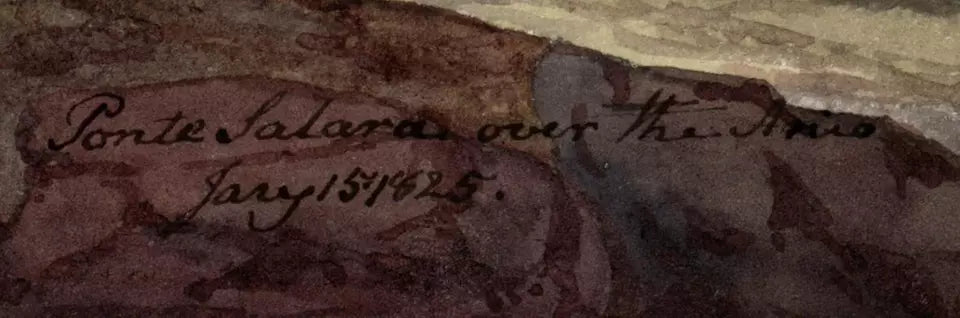 Ponte Salara. over the Anio
Jany 15. 1825.